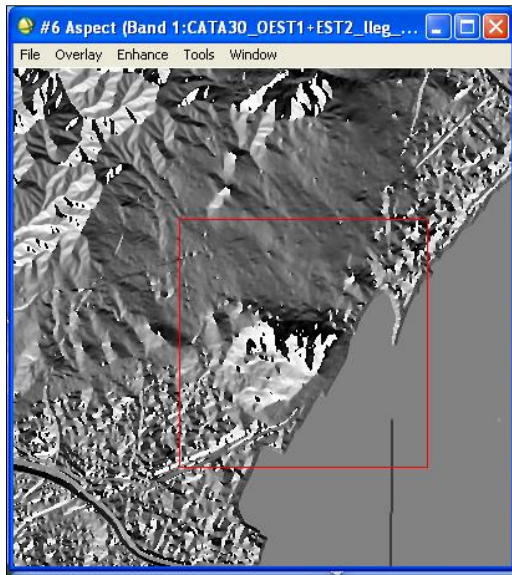 #6 Aspect (Band 1:CATA30_OEST1+EST2_lleg_...
File Overlay Enhance Tools Window